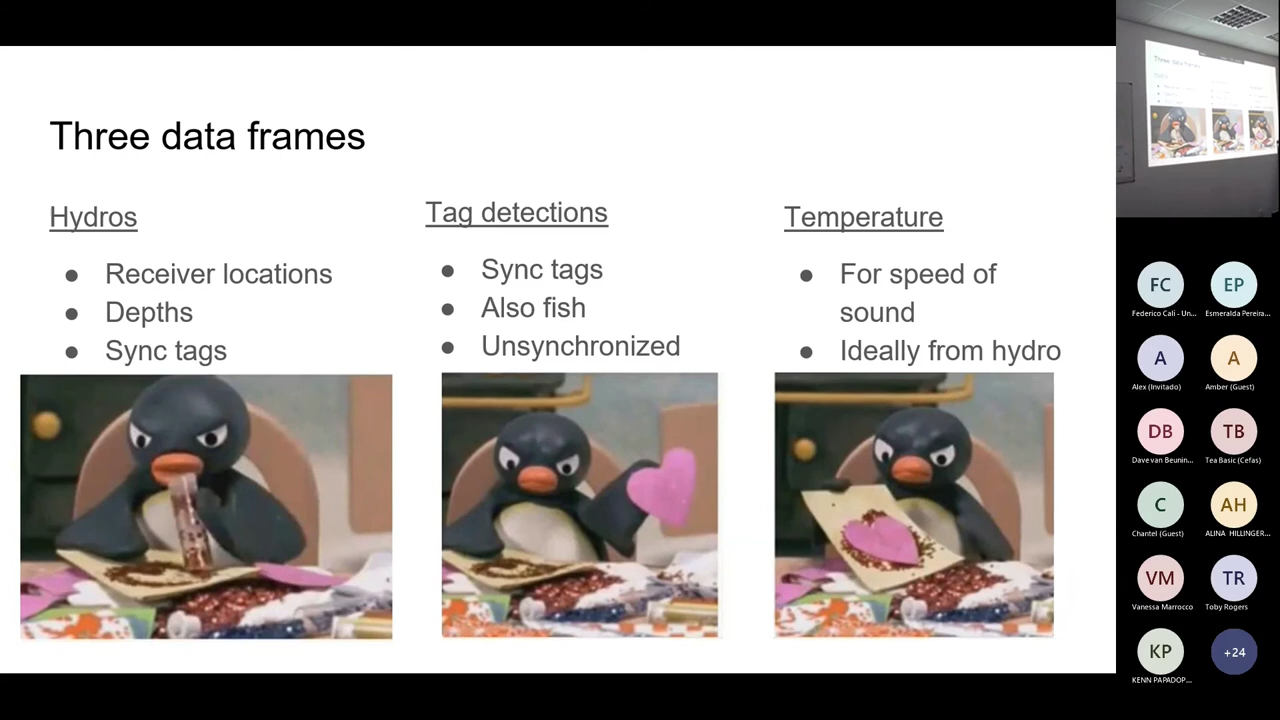 Three data frames
Hydros
● Receiver locations
● Depths
● Sync tags
Tag detections
● Sync tags
● Also fish
● Unsynchronized
Temperature
● For speed of
sound
● Ideally from hydro
Three data frames
FC
EP
Federico Cali - Un...
Esmeralda Pereira...
A
A
Alex (Invitado)
Amber (Guest)
DB
TB
Dave van Beunin...
Tea Basic (Cefas)
C
AH
Chantel (Guest)
ALINA HILLINGER...
VM
TR
Vanessa Marrocco
Toby Rogers
KP
+24
KENN PAPADOP...